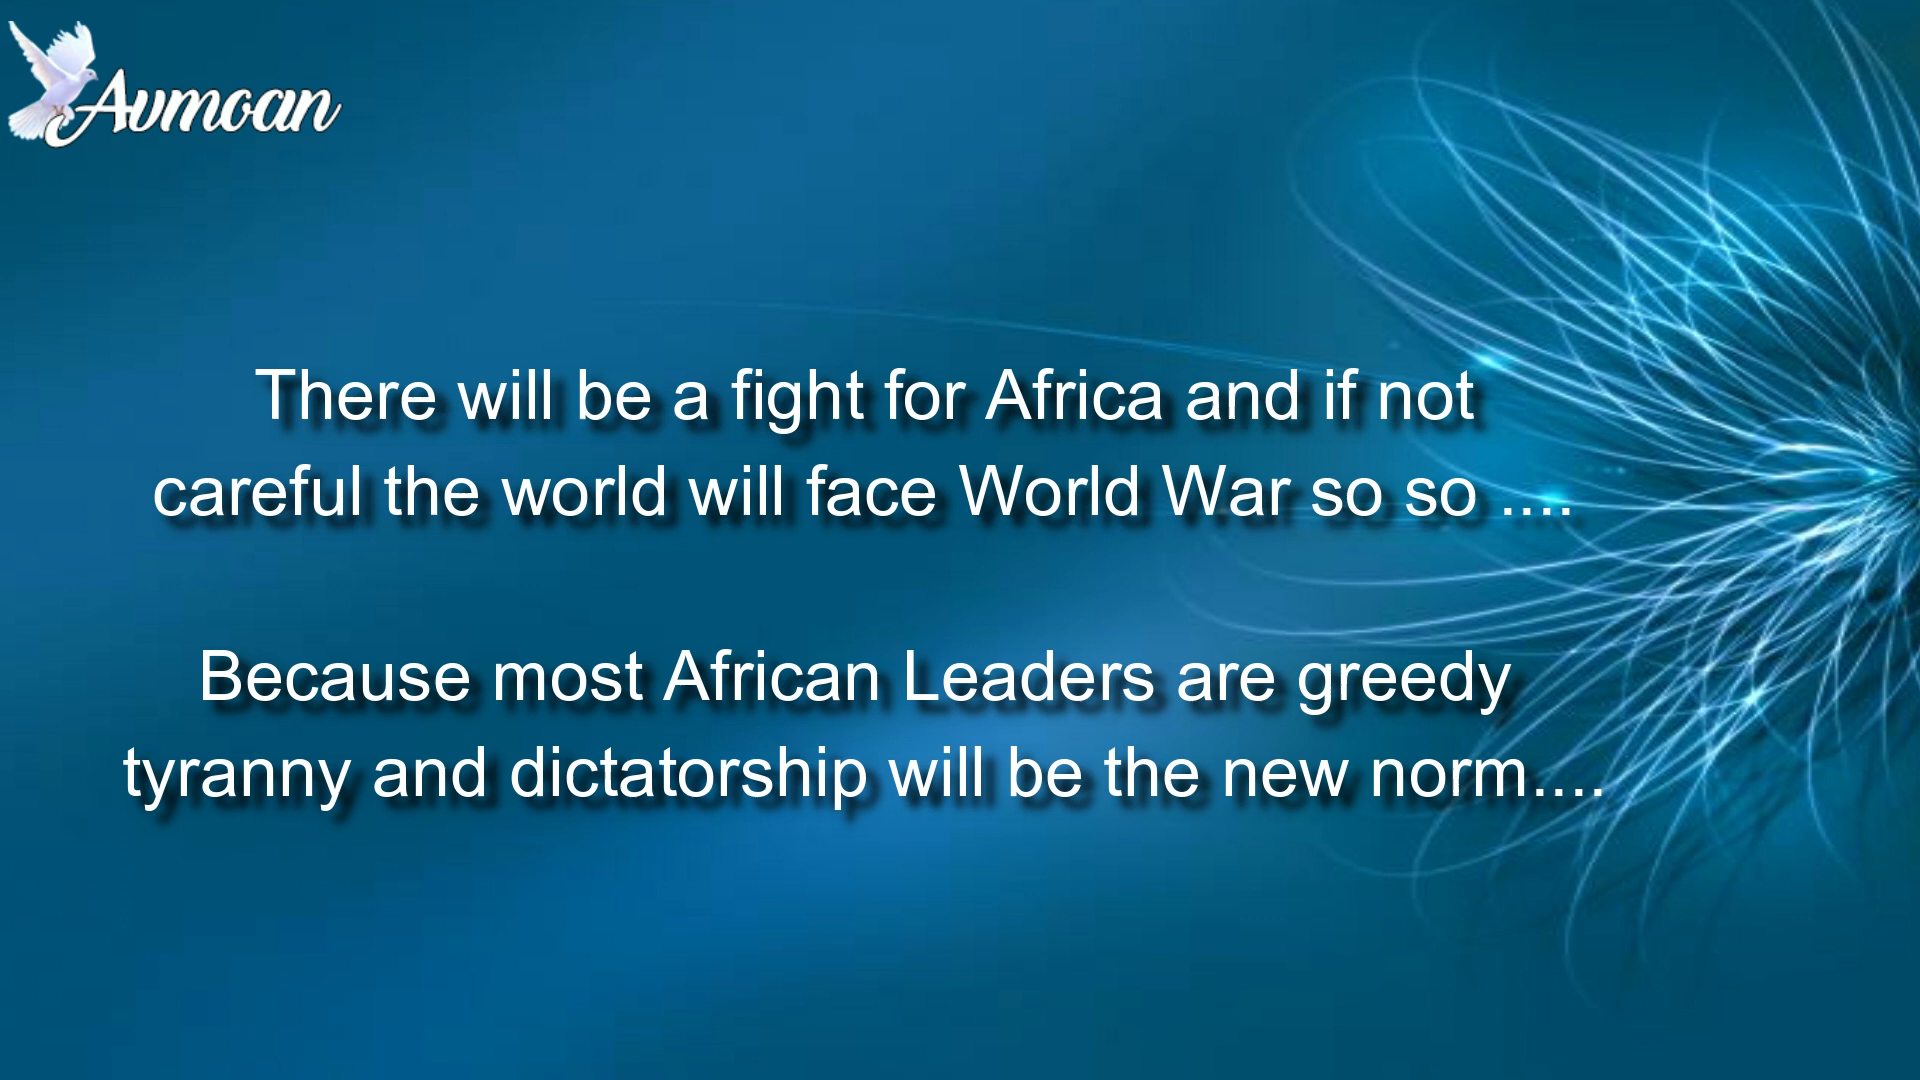 Avmoan
There will be a fight for Africa and if not
careful the world will face World War so so ....
Because most African Leaders are greedy
tyranny and dictatorship will be the new norm....